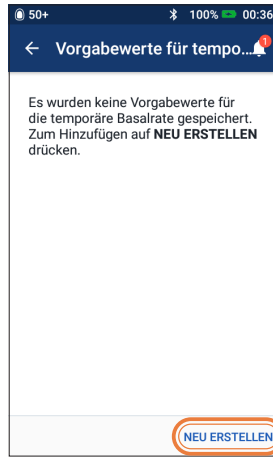 50+ 100% 00:36
Vorgabewerte für tempo... 1
Es wurden keine Vorgabewerte für
die temporäre Basalrate gespeichert.
Zum Hinzufügen auf NEU ERSTELLEN
drücken.
NEU ERSTELLEN